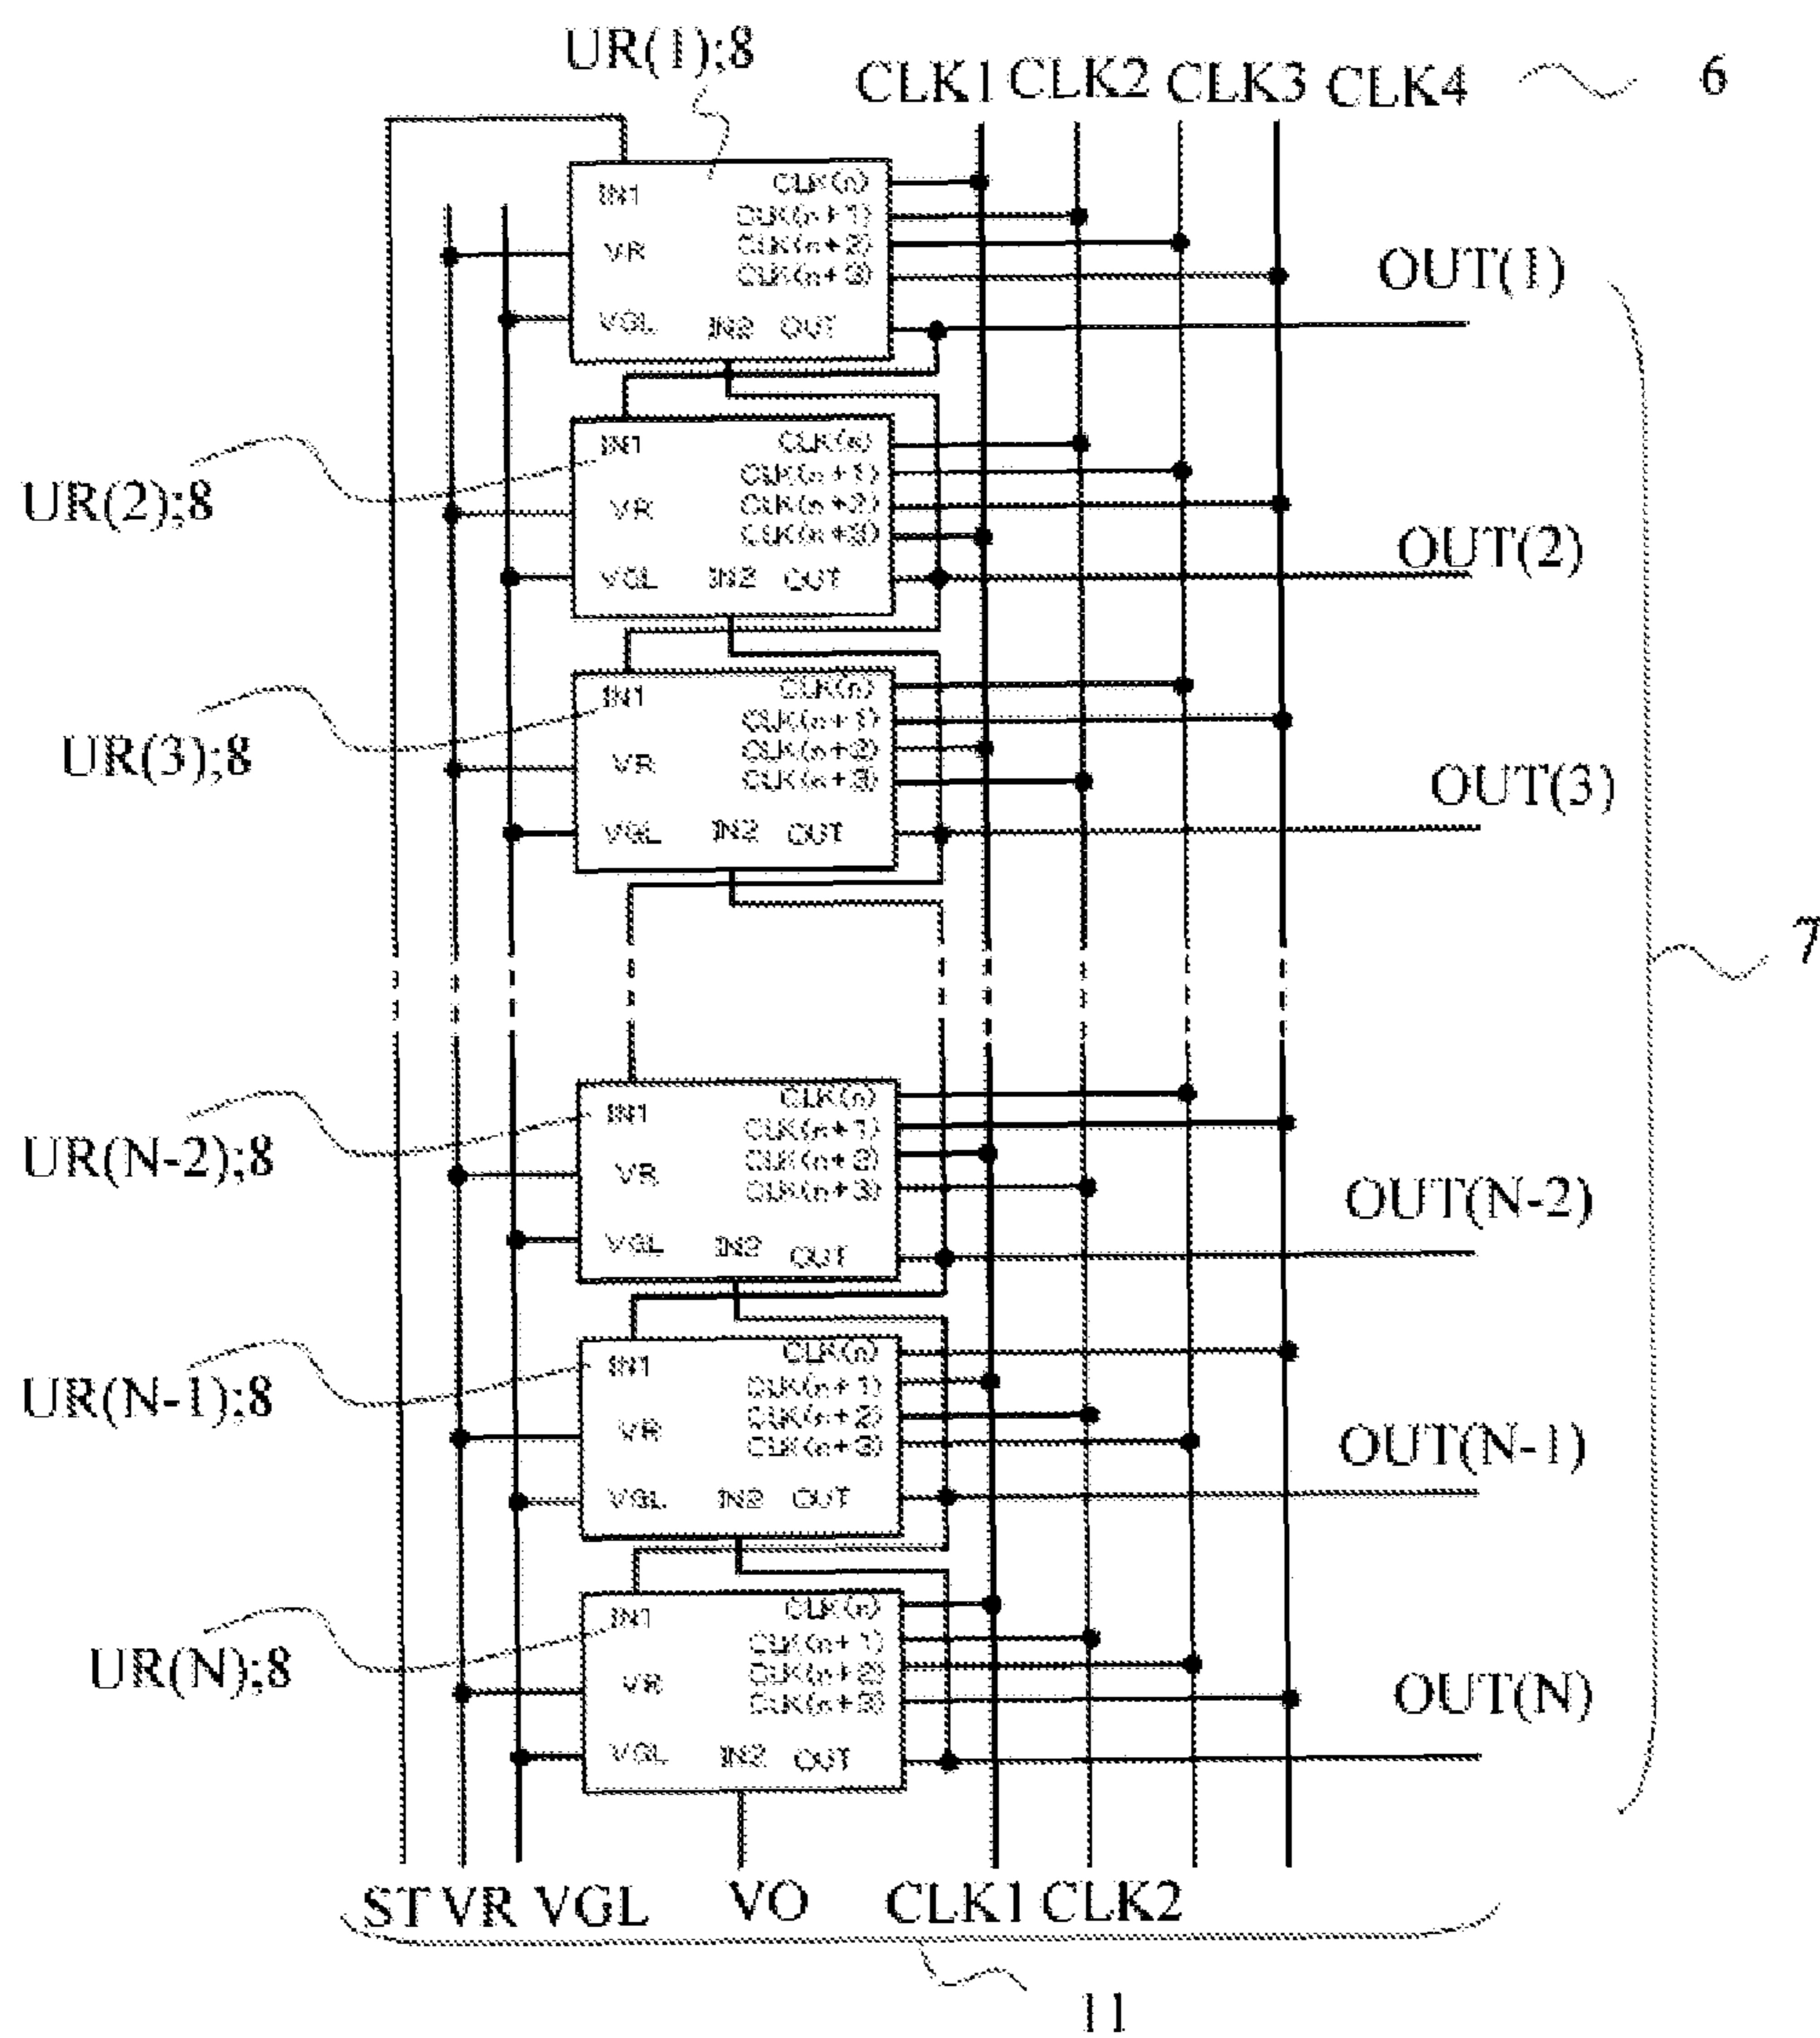 UR(1);8
CLK1 CLK2 CLK3 CLK4 6
IN1 CLK(n)
CLK(n+1)
VR CLK(n+2)
CLK(n+3)
OUT(1)
VGL IN2 OUT
UR(2);8
IN1 CLK(n)
CLK(n+1)
VR CLK(n+2)
CLK(n+3)
OUT(2)
VGL IN2 OUT
UR(3);8
IN1 CLK(n)
CLK(n+1)
VR CLK(n+2)
CLK(n+3)
OUT(3)
VGL IN2 OUT
7
UR(N-2);8
IN1 CLK(n)
CLK(n+1)
VR CLK(n+2)
CLK(n+3)
OUT(N-2)
VGL IN2 OUT
UR(N-1);8
IN1 CLK(n)
CLK(n+1)
VR CLK(n+2)
CLK(n+3)
OUT(N-1)
VGL IN2 OUT
UR(N);8
IN1 CLK(n)
CLK(n+1)
VR CLK(n+2)
CLK(n+3)
OUT(N)
VGL IN2 OUT
ST VR VGL VO CLK1 CLK2
11